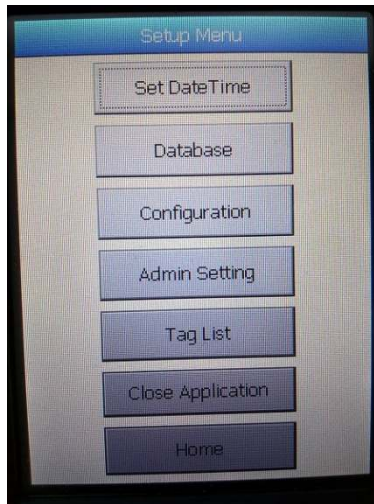 Setup Menu
Set DateTime
Database
Configuration
Admin Setting
Tag List
Close Application
Home